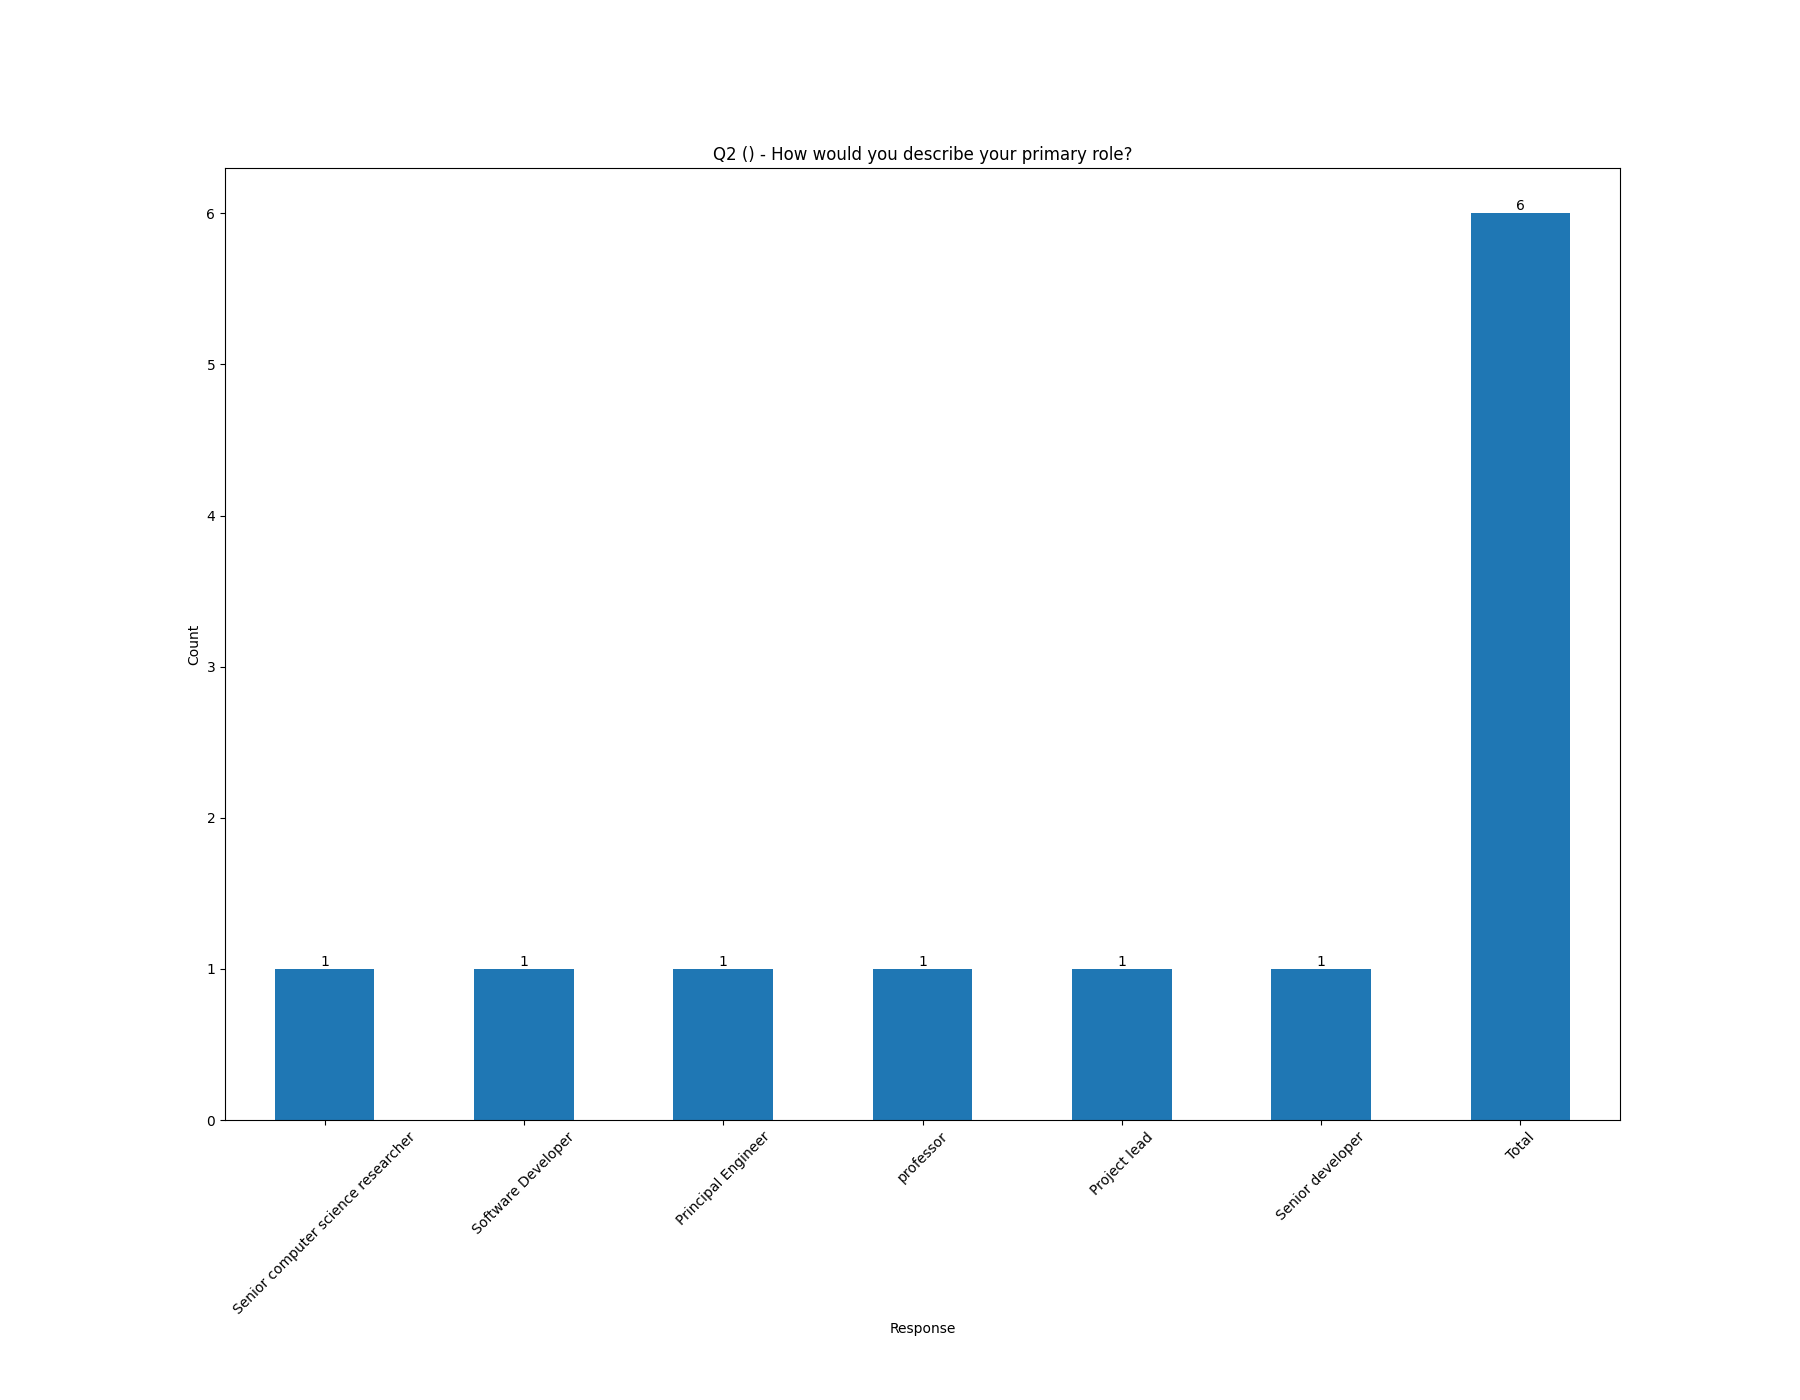 Q2 () - How would you describe your primary role?
Count
6
5
4
3
2
1
0
1
1
1
1
1
1
6
Senior computer science researcher
Software Developer
Principal Engineer
professor
Project lead
Senior developer
Total
Response